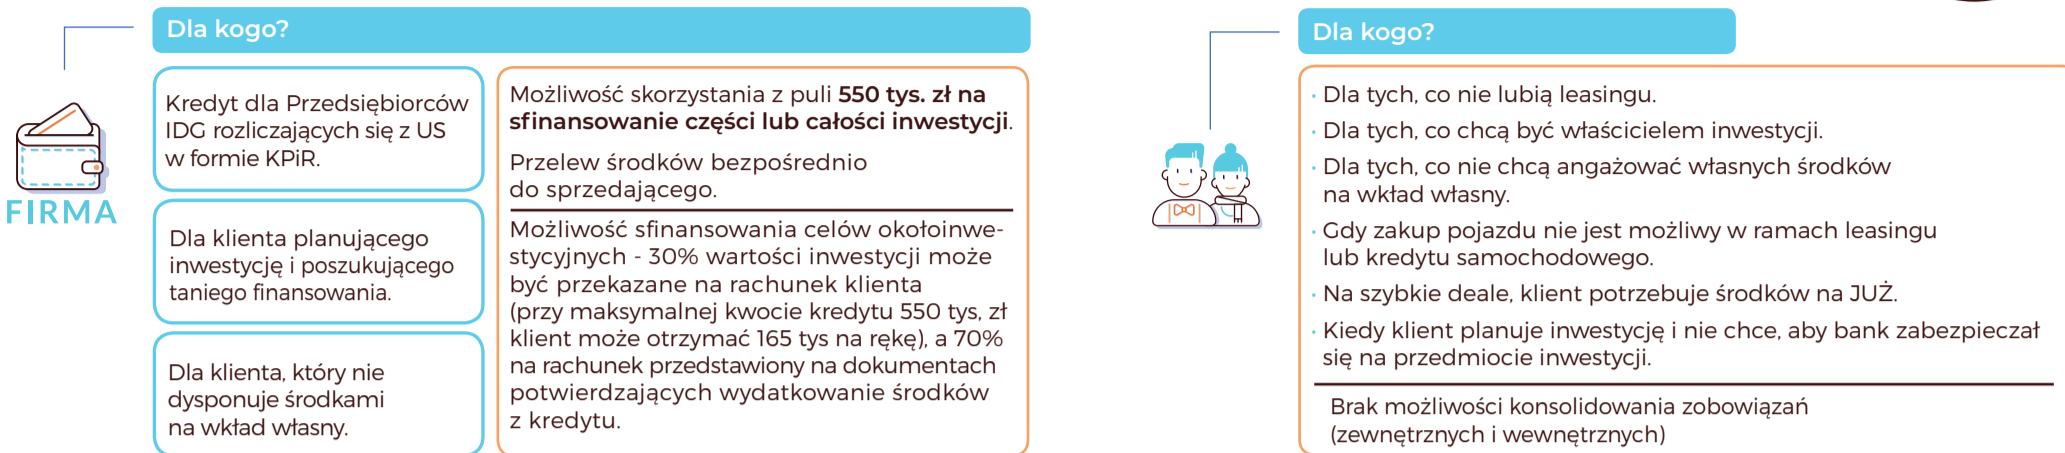 Dla kogo?
FIRMA
Kredyt dla Przedsiębiorców
IDG rozliczających się z US
w formie KPiR.
Dla klienta planującego
inwestycję i poszukującego
taniego finansowania.
Dla klienta, który nie
dysponuje środkami
na wkład własny.
Możliwość skorzystania z puli 550 tys. zł na
sfinansowanie części lub całości inwestycji.
Przelew środków bezpośrednio
do sprzedającego.
Możliwość sfinansowania celów okołoinwe-
stycyjnych - 30% wartości inwestycji może
być przekazane na rachunek klienta
(przy maksymalnej kwocie kredytu 550 tys, zł
klient może otrzymać 165 tys na rękę), a 70%
na rachunek przedstawiony na dokumentach
potwierdzających wydatkowanie środków
z kredytu.
Dla kogo?
· Dla tych, co nie lubią leasingu.
· Dla tych, co chcą być właścicielem inwestycji.
· Dla tych, co nie chcą angażować własnych środków
na wkład własny.
· Gdy zakup pojazdu nie jest możliwy w ramach leasingu
lub kredytu samochodowego.
· Na szybkie deale, klient potrzebuje środków na JUŻ.
· Kiedy klient planuje inwestycję i nie chce, aby bank zabezpieczał
się na przedmiocie inwestycji.
Brak możliwości konsolidowania zobowiązań
(zewnętrznych i wewnętrznych)